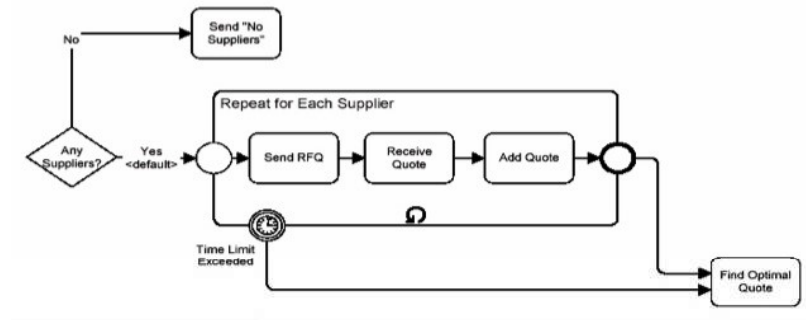 Send "No
Suppliers"
No
Repeat for Each Supplier
Any
Suppliers?
Yes
<default>
Send RFQ
Receive
Quote
Add Quote
Time Limit
Exceeded
Find Optimal
Quote